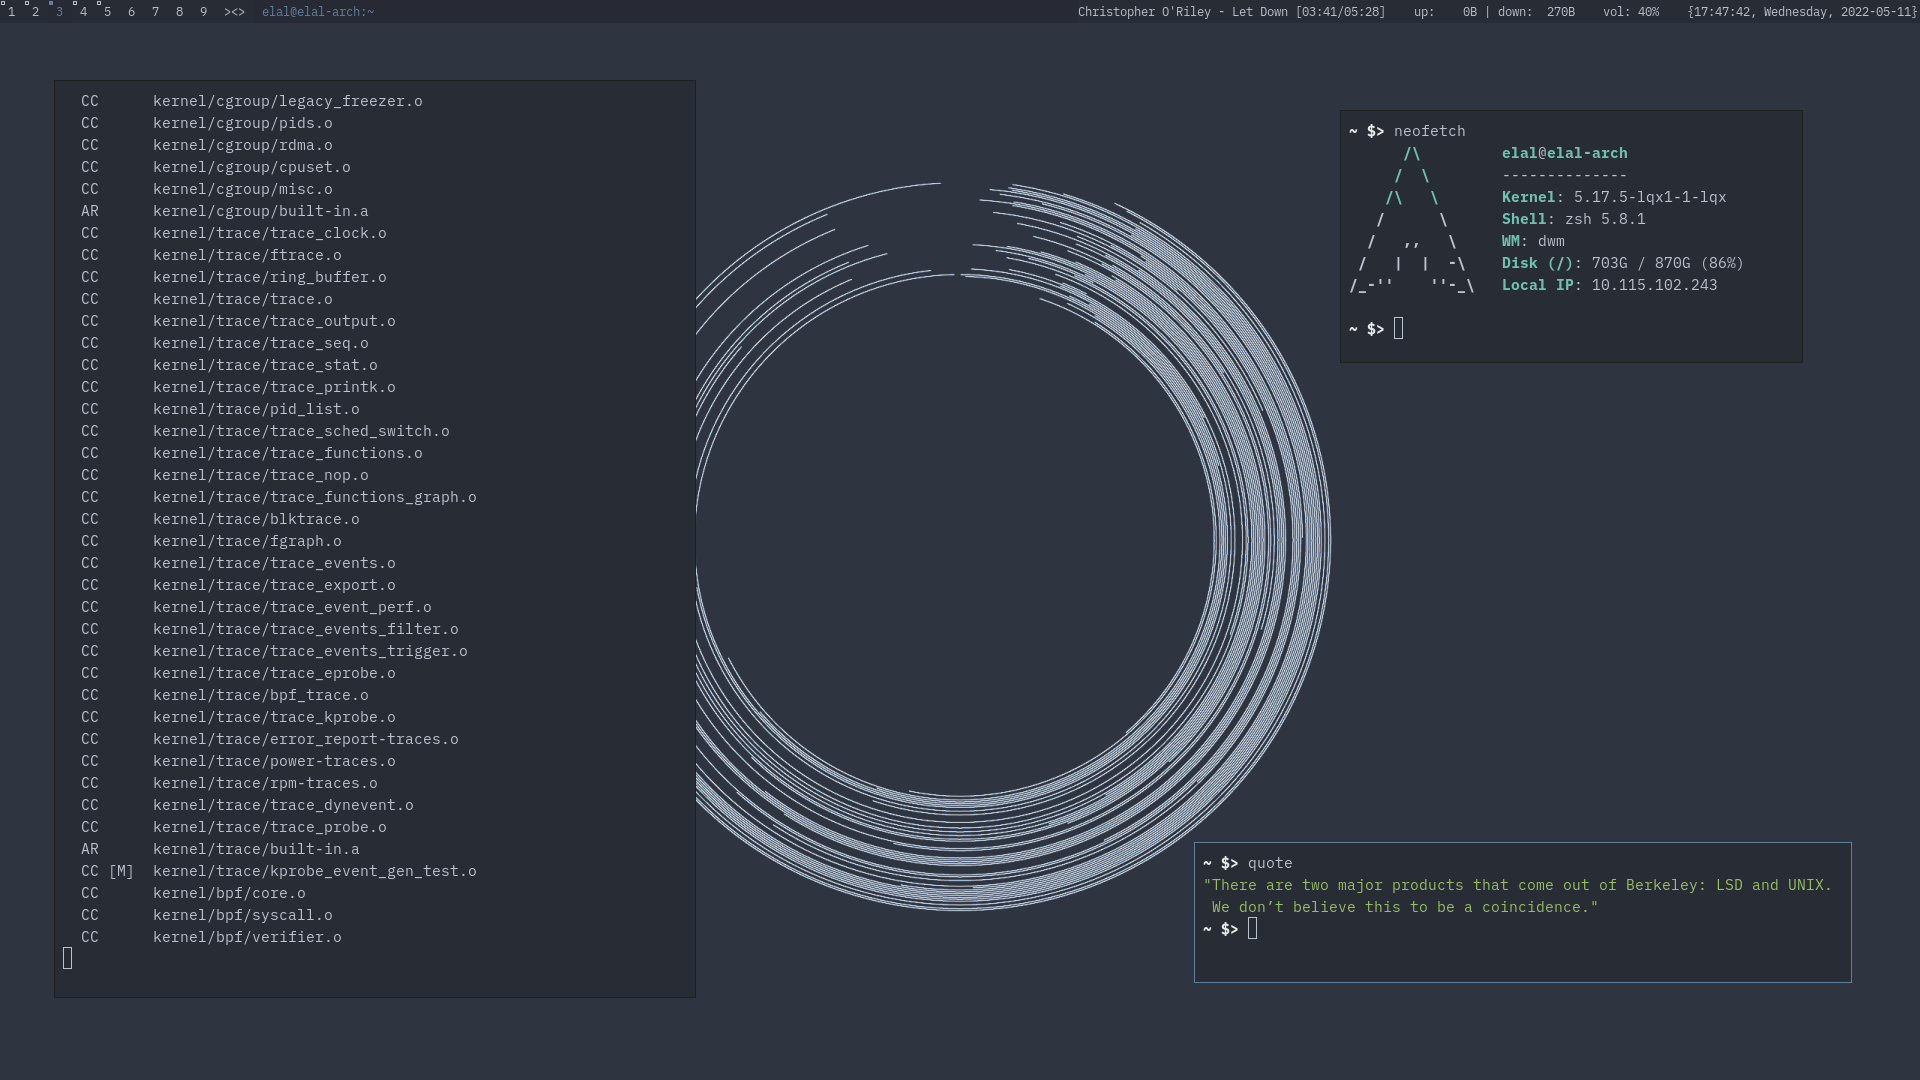 1 2 3 4 5 6 7 8 9 ><> elal@elal-arch:~ Christopher O'Riley - Let Down [03:41/05:28] up: 0B | down: 270B vol: 40% {17:47:42, Wednesday, 2022-05-11}
CC kernel/cgroup/legacy_freezer.o
CC kernel/cgroup/pids.o
CC kernel/cgroup/rdma.o
CC kernel/cgroup/cpuset.o
CC kernel/cgroup/misc.o
AR kernel/cgroup/built-in.a
CC kernel/trace/trace_clock.o
CC kernel/trace/ftrace.o
CC kernel/trace/ring_buffer.o
CC kernel/trace/trace.o
CC kernel/trace/trace_output.o
CC kernel/trace/trace_seq.o
CC kernel/trace/trace_stat.o
CC kernel/trace/trace_printk.o
CC kernel/trace/pid_list.o
CC kernel/trace/trace_sched_switch.o
CC kernel/trace/trace_functions.o
CC kernel/trace/trace_nop.o
CC kernel/trace/trace_functions_graph.o
CC kernel/trace/blktrace.o
CC kernel/trace/fgraph.o
CC kernel/trace/trace_events.o
CC kernel/trace/trace_export.o
CC kernel/trace/trace_event_perf.o
CC kernel/trace/trace_events_filter.o
CC kernel/trace/trace_events_trigger.o
CC kernel/trace/trace_eprobe.o
CC kernel/trace/bpf_trace.o
CC kernel/trace/trace_kprobe.o
CC kernel/trace/error_report-traces.o
CC kernel/trace/power-traces.o
CC kernel/trace/rpm-traces.o
CC kernel/trace/trace_dynevent.o
CC kernel/trace/trace_probe.o
AR kernel/trace/built-in.a
CC [M] kernel/trace/kprobe_event_gen_test.o
CC kernel/bpf/core.o
CC kernel/bpf/syscall.o
CC kernel/bpf/verifier.o
~ $> neofetch
/\ elal@elal-arch
/  \ --------------
/\   \ Kernel: 5.17.5-lqx1-1-lqx
/      \ Shell: zsh 5.8.1
/   ,,   \ WM: dwm
/   |  |  -\ Disk (/): 703G / 870G (86%)
/_-''    ''-_\ Local IP: 10.115.102.243
~ $>
~ $> quote
"There are two major products that come out of Berkeley: LSD and UNIX.
We don’t believe this to be a coincidence."
~ $>